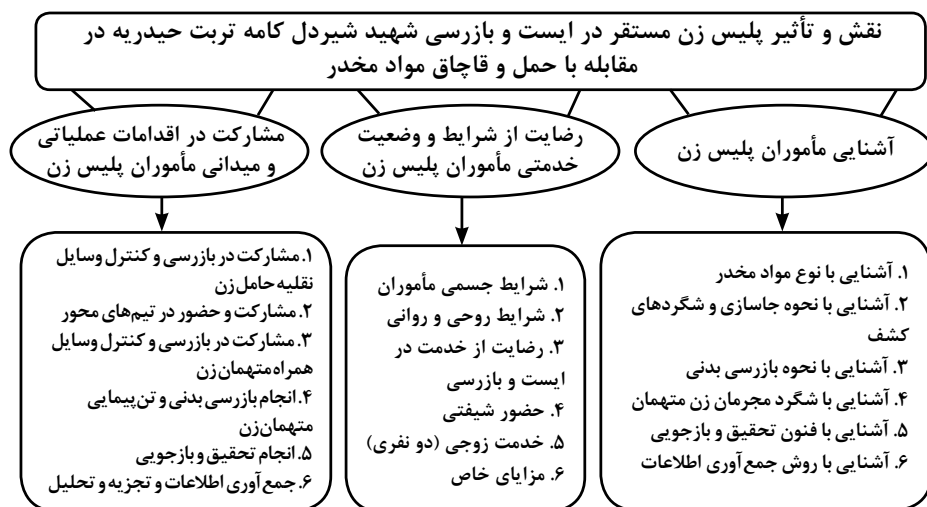 نقش و تأثیر پلیس زن مستقر در ایست و بازرسی شهید شیردل کامه تربت حیدریه در
مقابله با حمل و قاچاق مواد مخدر
آشنایی مأموران پلیس زن
رضایت از شرایط و وضعیت
خدمتی مأموران پلیس زن
مشارکت در اقدامات عملیاتی
و میدانی مأموران پلیس زن
۱. آشنایی با نوع مواد مخدر
۲. آشنایی با نحوه جاسازی و شگردهای
کشف
۳. آشنایی با نحوه بازرسی بدنی
۴. آشنایی با شگرد مجرمان زن متهمان
۵. آشنایی با فنون تحقیق و بازجویی
۶. آشنایی با روش جمع‌آوری اطلاعات
۱. شرایط جسمی مأموران
۲. شرایط روحی و روانی
۳. رضایت از خدمت در
ایست و بازرسی
۴. حضور شیفتی
۵. خدمت زوجی (دو نفری)
۶. مزایای خاص
۱. مشارکت در بازرسی و کنترل وسایل
نقلیه حامل زن
۲. مشارکت و حضور در تیم‌های محور
۳. مشارکت در بازرسی و کنترل وسایل
همراه متهمان زن
۴. انجام بازرسی بدنی و تن‌پیمایی
متهمان زن
۵. انجام تحقیق و بازجویی
۶. جمع‌آوری اطلاعات و تجزیه و تحلیل